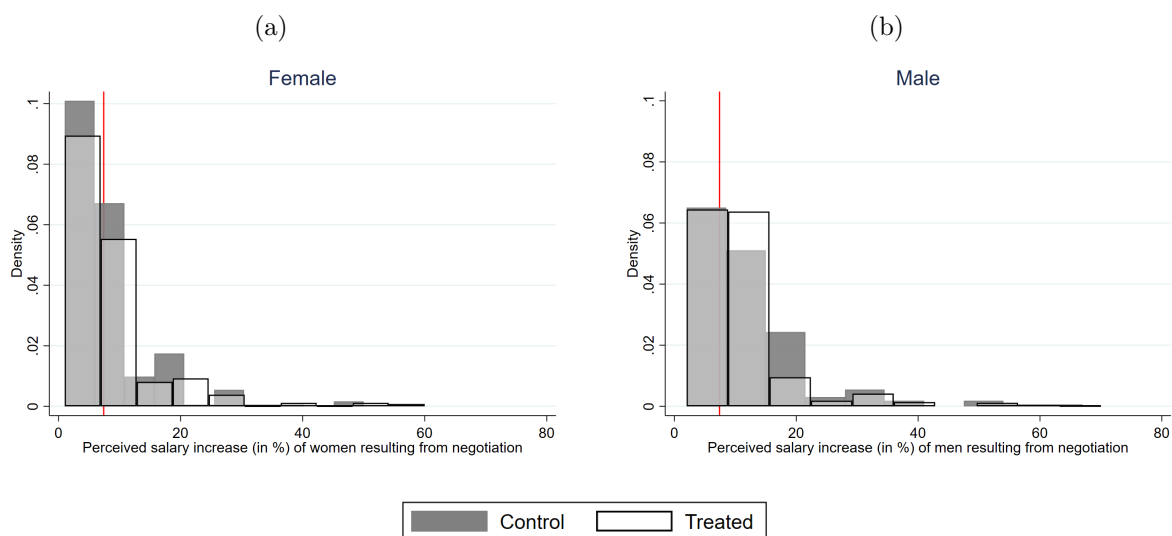 (a)
(b)
Female
Density
0
.02
.04
.06
.08
.1
0
20
40
60
80
Perceived salary increase (in %) of women resulting from negotiation
Male
Density
0
.02
.04
.06
.08
.1
0
20
40
60
80
Perceived salary increase (in %) of men resulting from negotiation
Control
Treated